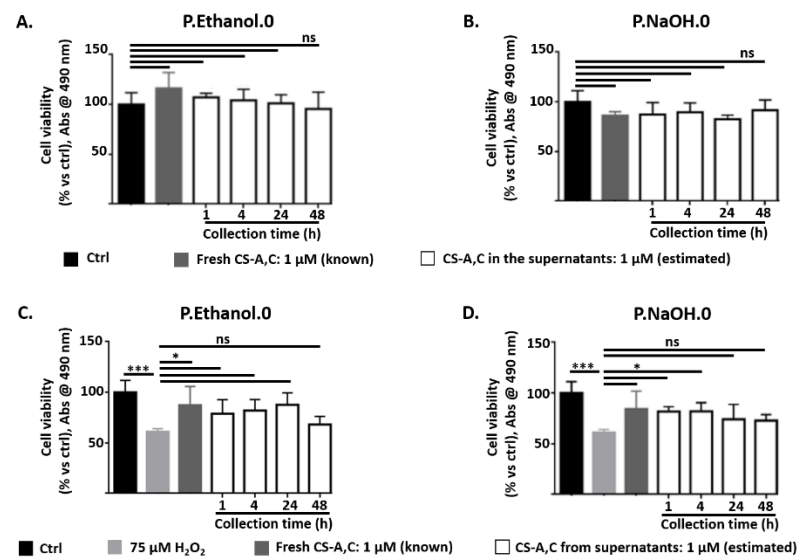 A.
P.Ethanol.0
Cell viability
(% vs ctrl), Abs @ 490 nm)
150
100
50
ns
1 4 24 48
Collection time (h)
B.
P.NaOH.0
Cell viability
(% vs ctrl), Abs @ 490 nm)
150
100
50
ns
1 4 24 48
Collection time (h)
Ctrl
Fresh CS-A,C: 1 µM (known)
CS-A,C in the supernatants: 1 µM (estimated)
C.
P.Ethanol.0
Cell viability
(% vs ctrl), Abs @ 490 nm)
150
100
50
ns
*
***
1 4 24 48
Collection time (h)
D.
P.NaOH.0
Cell viability
(% vs ctrl), Abs @ 490 nm)
150
100
50
ns
*
***
1 4 24 48
Collection time (h)
Ctrl
75 µM H₂O₂
Fresh CS-A,C: 1 µM (known)
CS-A,C from supernatants: 1 µM (estimated)